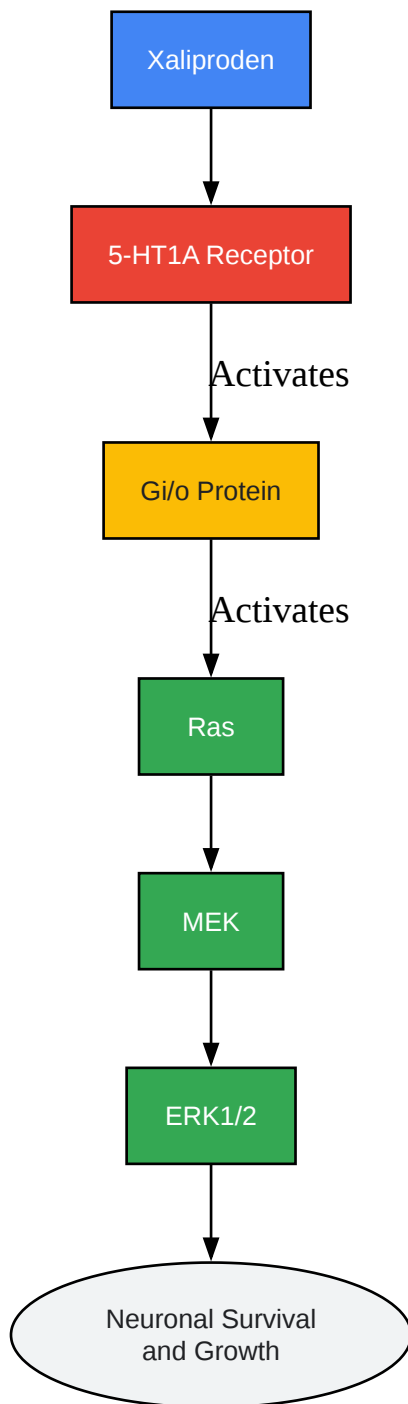 Xaliproden
5-HT1A Receptor
Activates
Gi/o Protein
Activates
Ras
MEK
ERK1/2
Neuronal Survival
and Growth